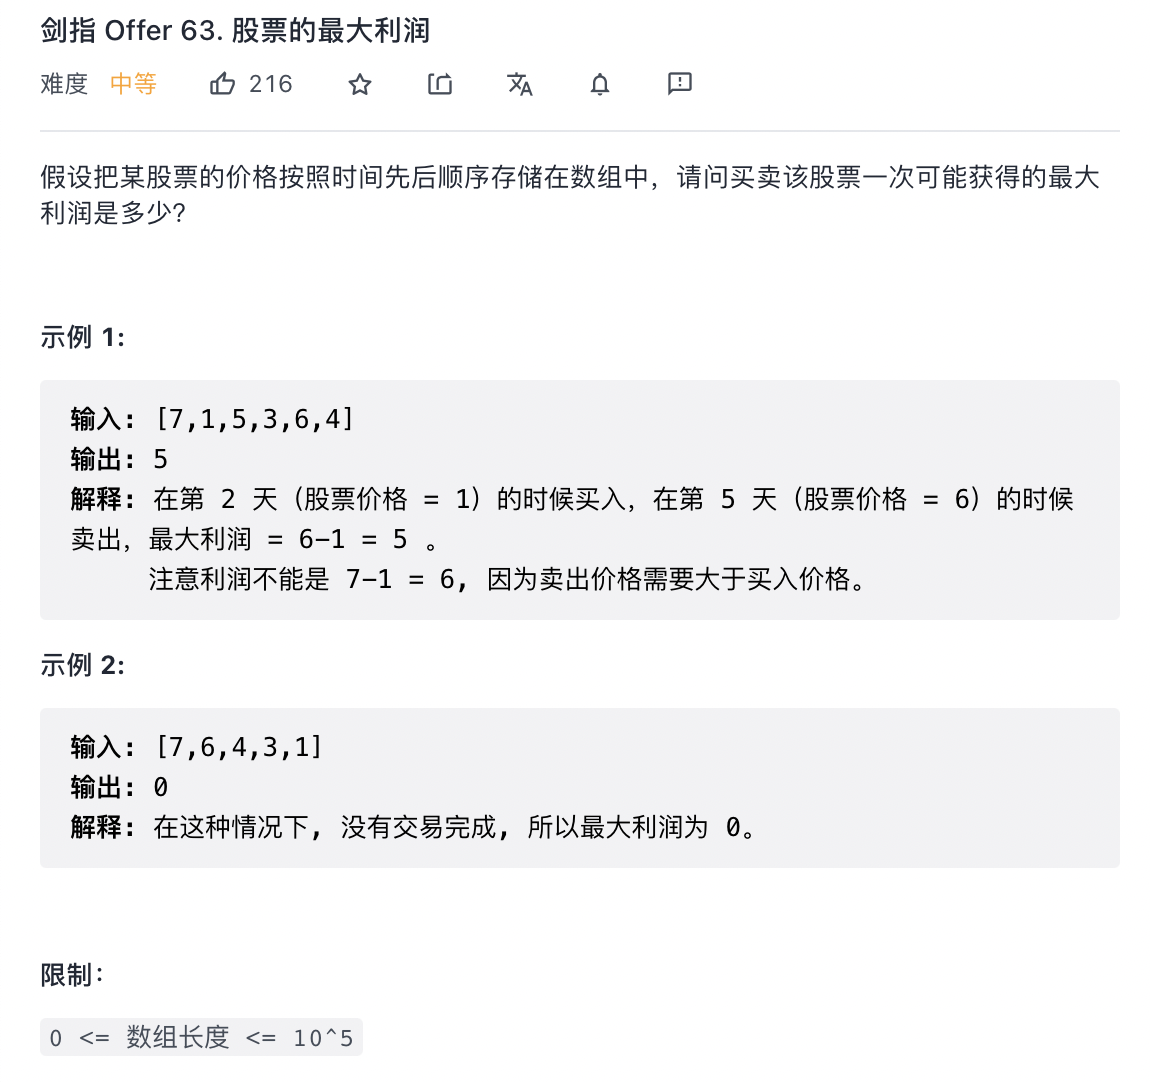 剑指 Offer 63. 股票的最大利润
难度 中等 216
假设把某股票的价格按照时间先后顺序存储在数组中，请问买卖该股票一次可能获得的最大
利润是多少？
示例 1:
输入: [7,1,5,3,6,4]
输出: 5
解释: 在第 2 天（股票价格 = 1）的时候买入，在第 5 天（股票价格 = 6）的时候
卖出，最大利润 = 6-1 = 5 。
注意利润不能是 7-1 = 6, 因为卖出价格需要大于买入价格。
示例 2:
输入: [7,6,4,3,1]
输出: 0
解释: 在这种情况下, 没有交易完成, 所以最大利润为 0。
限制：
0 <= 数组长度 <= 10^5